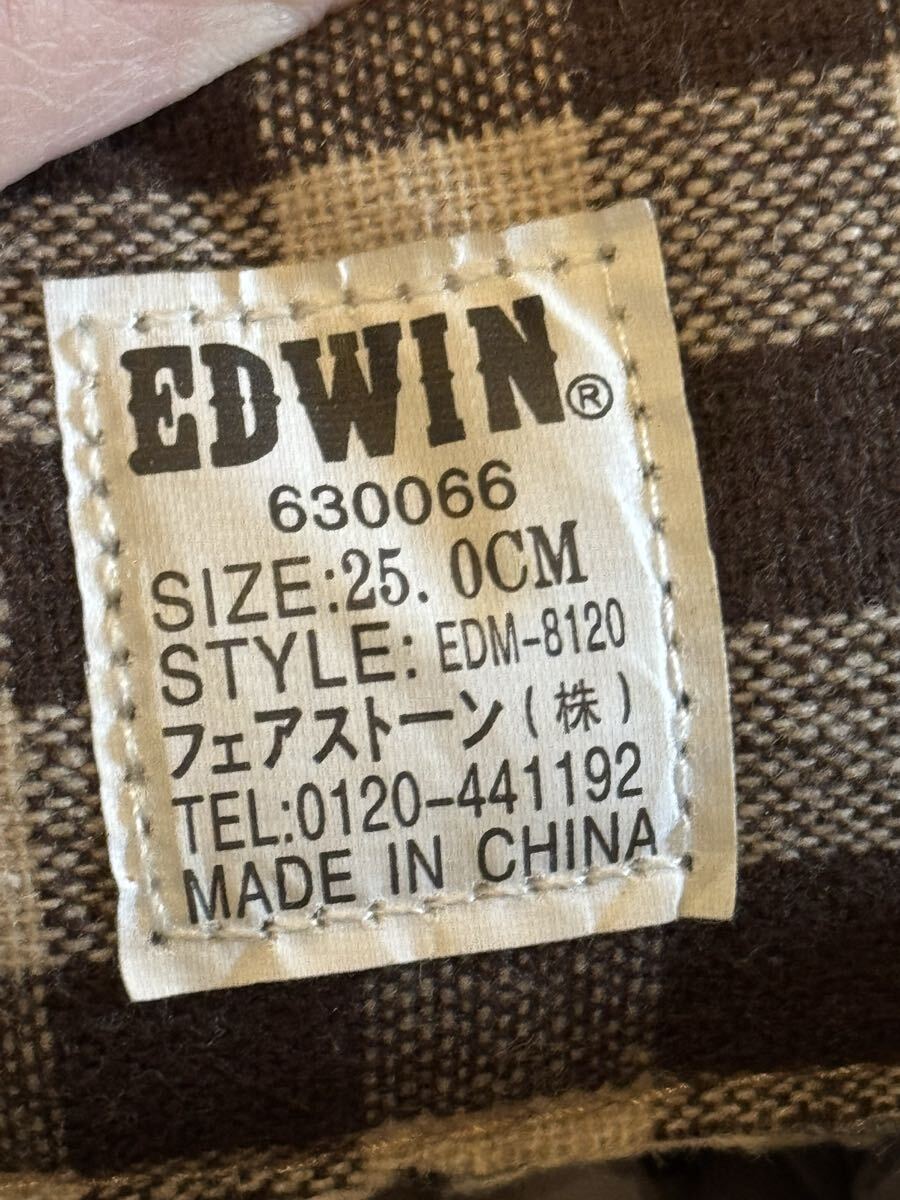 EDWIN®
630066
SIZE:25.0CM
STYLE: EDM-8120
フェアストーン(株)
TEL:0120-441192
MADE IN CHINA